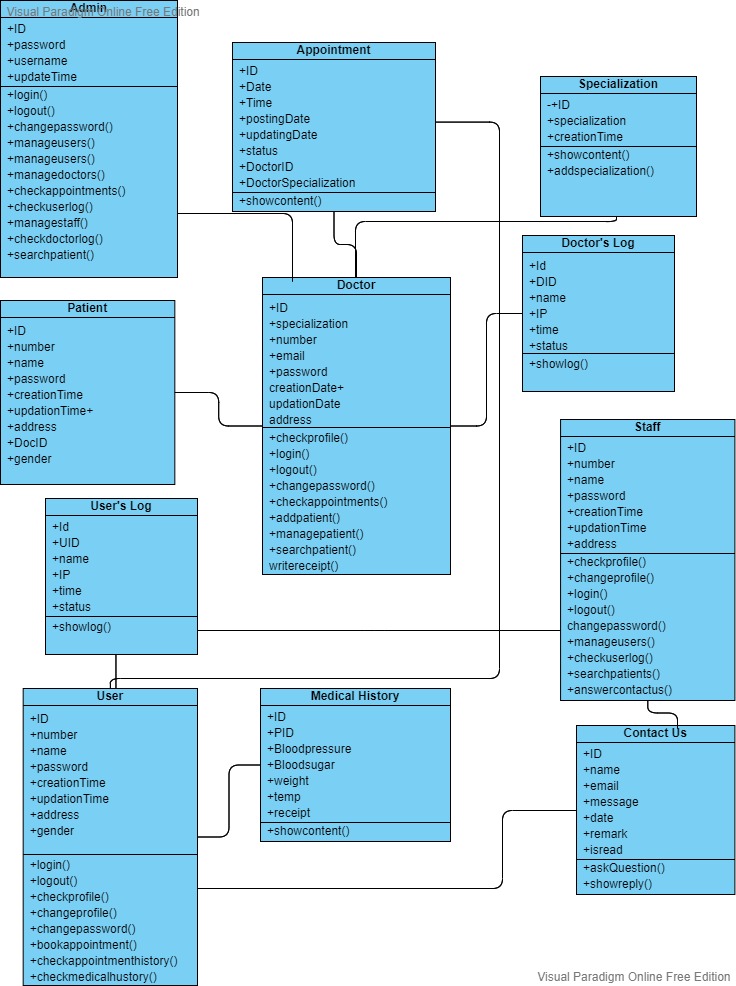 Visual Paradigm Online Free Edition
Admin
+ID
+password
+username
+updateTime
+login()
+logout()
+changepassword()
+manageusers()
+manageusers()
+managedoctors()
+checkappointments()
+checkuserlog()
+managestaff()
+checkdoctorlog()
+searchpatient()
Appointment
+ID
+Date
+Time
+postingDate
+updatingDate
+status
+DoctorID
+DoctorSpecialization
+showcontent()
Specialization
-+ID
+specialization
+creationTime
+showcontent()
+addspecialization()
Doctor's Log
+Id
+DID
+name
+IP
+time
+status
+showlog()
Doctor
+ID
+specialization
+number
+email
+password
creationDate+
updationDate
address
+checkprofile()
+login()
+logout()
+changepassword()
+checkappointments()
+addpatient()
+managepatient()
+searchpatient()
writereceipt()
Patient
+ID
+number
+name
+password
+creationTime
+updationTime+
+address
+DocID
+gender
Staff
+ID
+number
+name
+password
+creationTime
+updationTime
+address
+checkprofile()
+changeprofile()
+login()
+logout()
changepassword()
+manageusers()
+checkuserlog()
+searchpatients()
+answercontactus()
User's Log
+Id
+UID
+name
+IP
+time
+status
+showlog()
User
+ID
+number
+name
+password
+creationTime
+updationTime
+address
+gender
+login()
+logout()
+checkprofile()
+changeprofile()
+changepassword()
+bookappointment()
+checkappointmenthistory()
+checkmedicalhustory()
Medical History
+ID
+PID
+Bloodpressure
+Bloodsugar
+weight
+temp
+receipt
+showcontent()
Contact Us
+ID
+name
+email
+message
+date
+remark
+isread
+askQuestion()
+showreply()
Visual Paradigm Online Free Edition